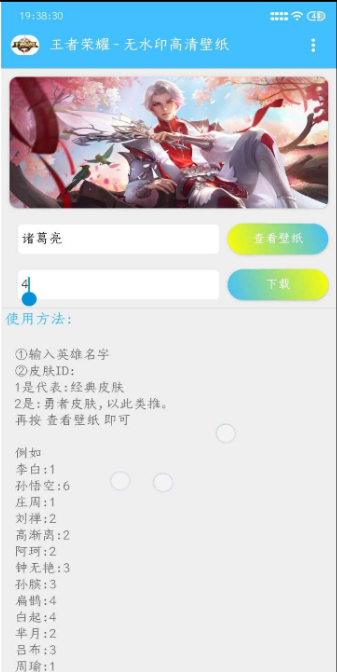 19:38:30
王者荣耀 - 无水印高清壁纸
诸葛亮
查看壁纸
4
下载
使用方法:
①输入英雄名字
②皮肤ID:
1是代表:经典皮肤
2是:勇者皮肤,以此类推。
再按 查看壁纸 即可
例如
李白:1
孙悟空:6
庄周:1
刘禅:2
高渐离:2
阿珂:2
钟无艳:3
孙膑:3
扁鹊:4
白起:4
芈月:2
吕布:3
周瑜:1